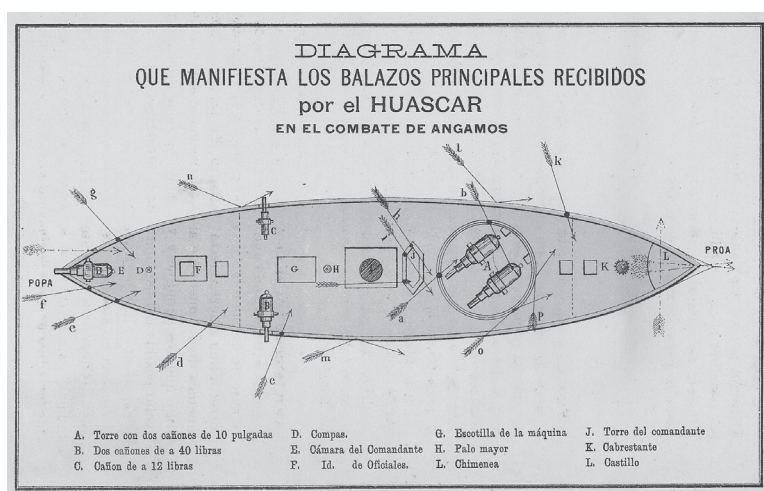 DIAGRAMA
QUE MANIFIESTA LOS BALAZOS PRINCIPALES RECIBIDOS
por el HUASCAR
EN EL COMBATE DE ANGAMOS
l
k
g
n
b
h
C
J
L
B
E
D
F
G
H
A
K
PROA
POPA
f
e
a
B
P
o
d
m
c
A. Torre con dos cañones de 10 pulgadas
B. Dos cañones de a 40 libras
C. Cañon de a 12 libras
D. Compas.
E. Cámara del Comandante
F. Id. de Oficiales.
G. Escotilla de la máquina
H. Palo mayor
L. Chimenea
J. Torre del comandante
K. Cabrestante
L. Castillo